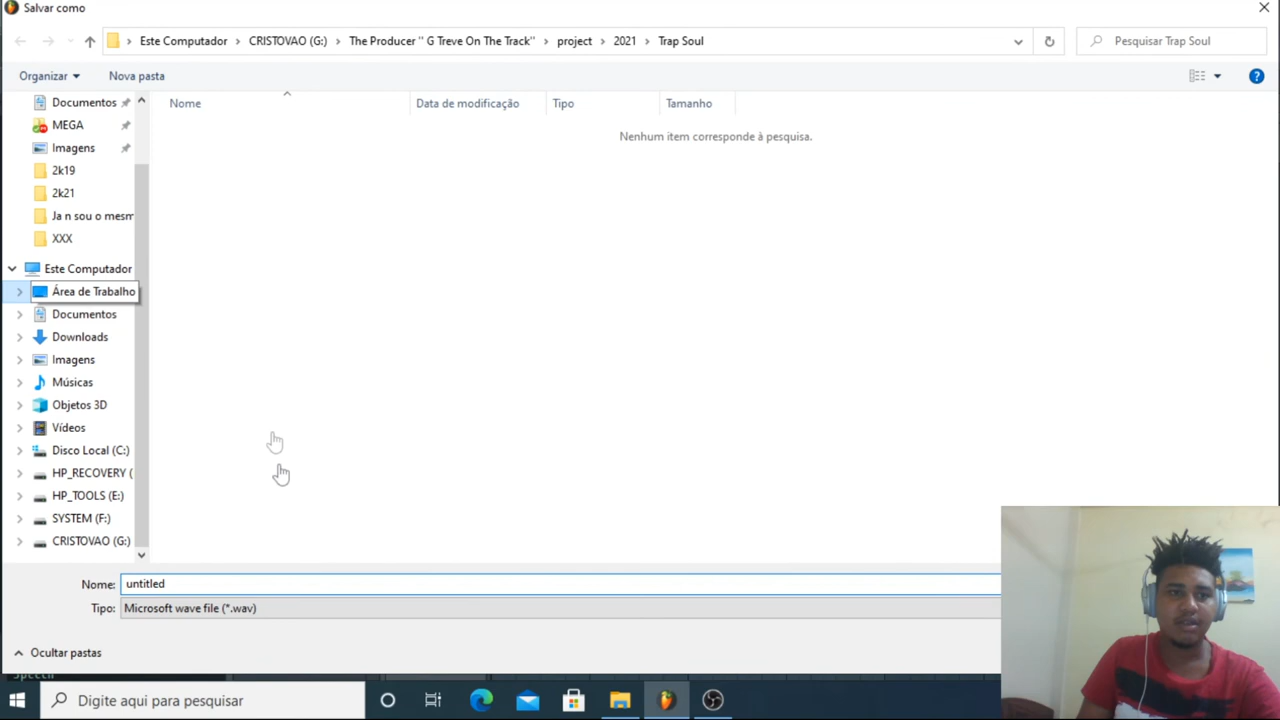 Salvar como
Este Computador > CRISTOVAO (G:) > The Producer '' G Treve On The Track'' > project > 2021 > Trap Soul
Pesquisar Trap Soul
Organizar
Nova pasta
Nome
Data de modificação
Tipo
Tamanho
Nenhum item corresponde à pesquisa.
Documentos
MEGA
Imagens
2k19
2k21
Ja n sou o mesm
XXX
Este Computador
Área de Trabalho
Documentos
Downloads
Imagens
Músicas
Objetos 3D
Vídeos
Disco Local (C:)
HP_RECOVERY (
HP_TOOLS (E:)
SYSTEM (F:)
CRISTOVAO (G:)
Nome: untitled
Tipo: Microsoft wave file (*.wav)
Ocultar pastas
Digite aqui para pesquisar